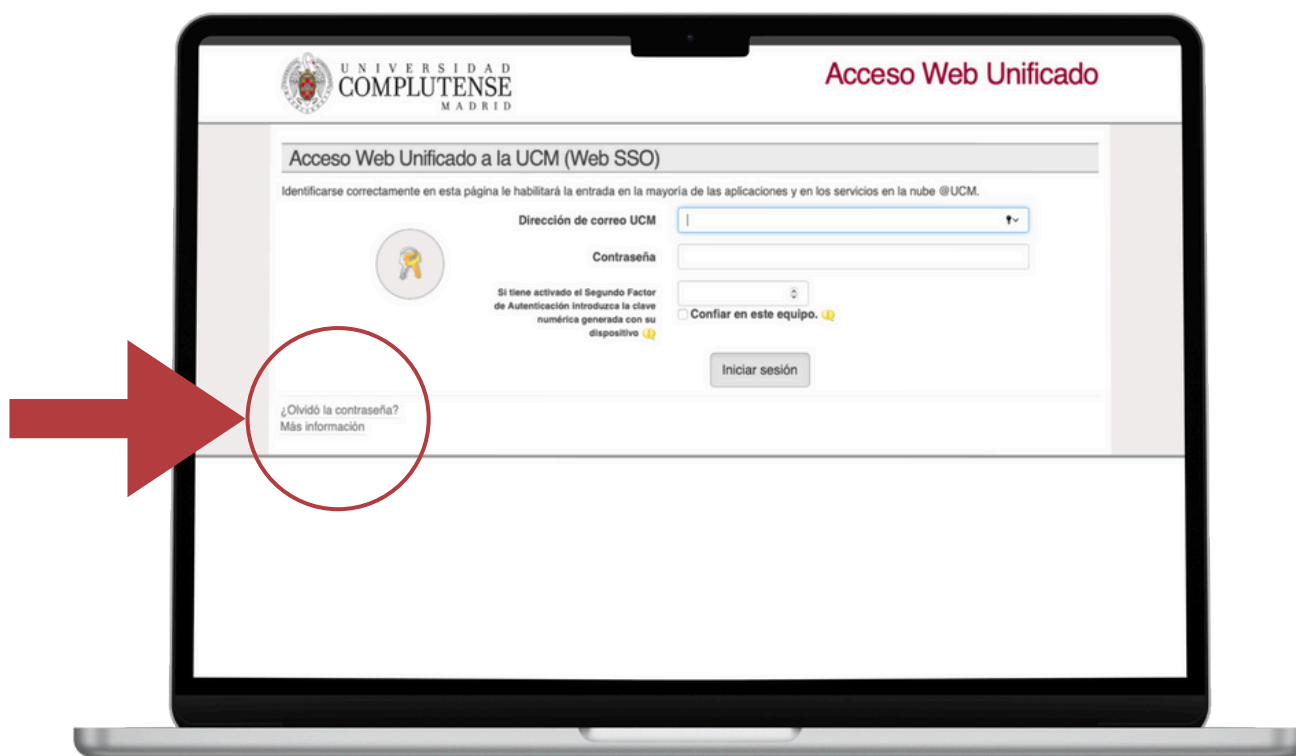 UNIVERSIDAD
COMPLUTENSE
MADRID
Acceso Web Unificado
Acceso Web Unificado a la UCM (Web SSO)
Identificarse correctamente en esta página le habilitará la entrada en la mayoría de las aplicaciones y en los servicios en la nube @UCM.
Dirección de correo UCM
Contraseña
Si tiene activado el Segundo Factor
de Autenticación introduzca la clave
numérica generada con su
dispositivo
Confiar en este equipo.
Iniciar sesión
¿Olvidó la contraseña?
Más información